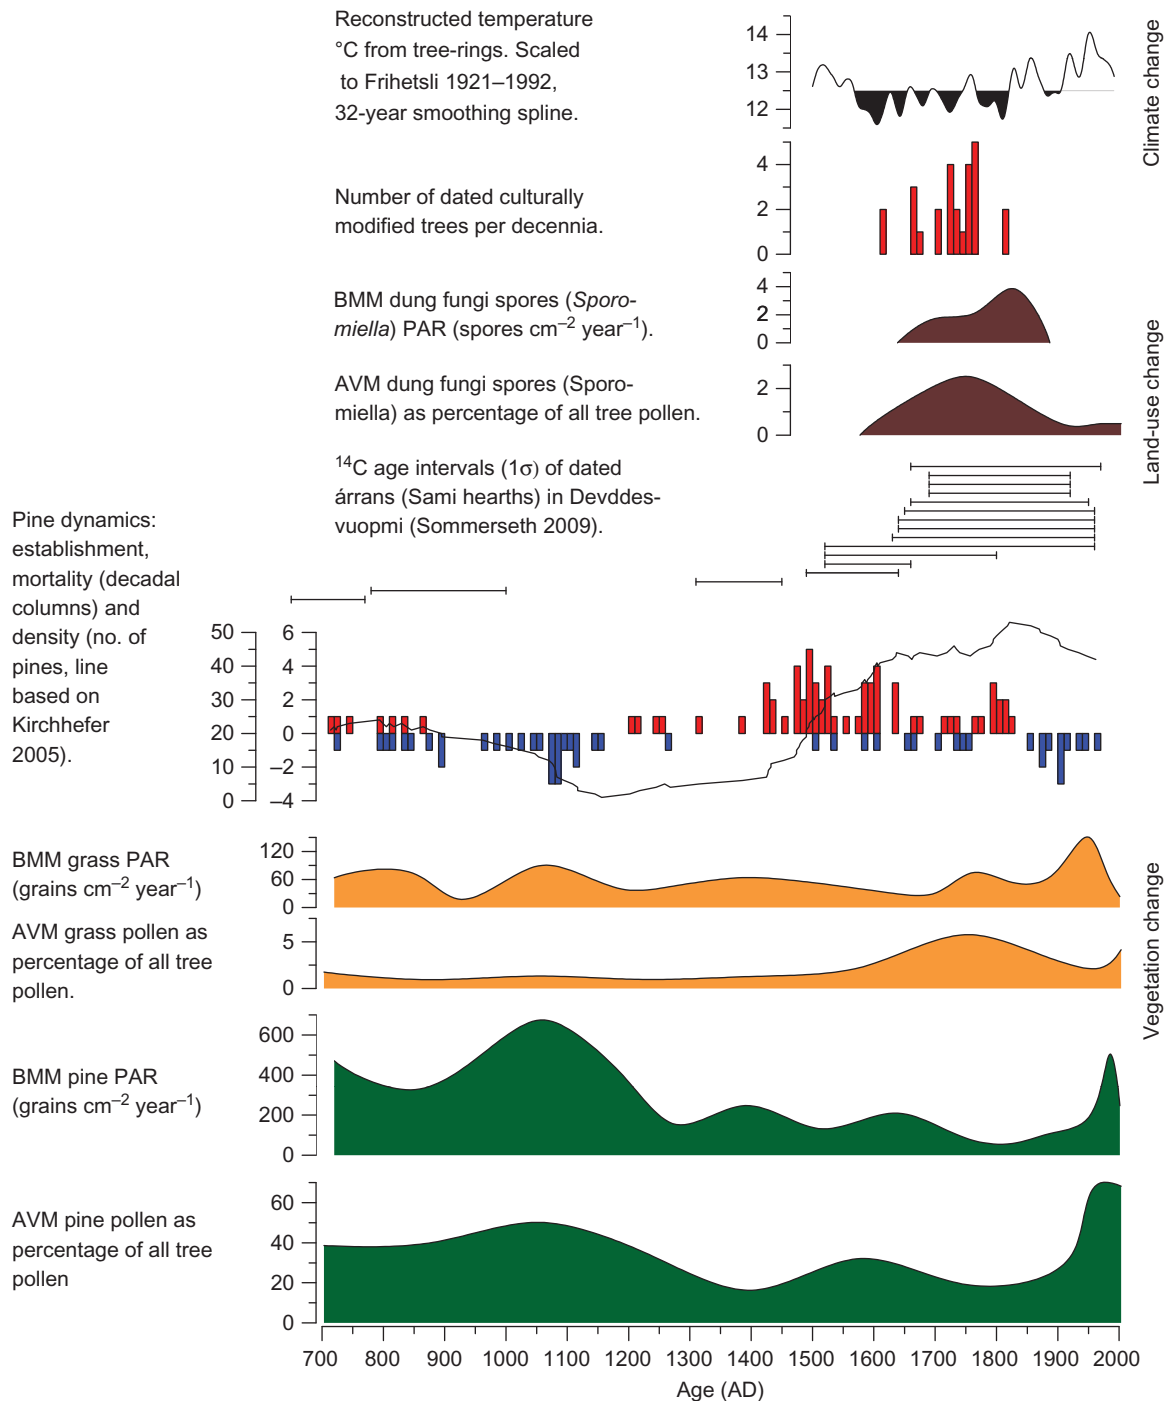 Reconstructed temperature
°C from tree-rings. Scaled
to Frihetsli 1921–1992,
32-year smoothing spline.
14
13
12
Climate change
Number of dated culturally
modified trees per decennia.
4
2
0
BMM dung fungi spores (Sporo-
miella) PAR (spores cm⁻² year⁻¹).
4
2
0
AVM dung fungi spores (Sporo-
miella) as percentage of all tree pollen.
2
0
Land-use change
¹⁴C age intervals (1σ) of dated
árrans (Sami hearths) in Devddes-
vuopmi (Sommerseth 2009).
Pine dynamics:
establishment,
mortality (decadal
columns) and
density (no. of
pines, line
based on
Kirchhefer
2005).
50
40
30
20
10
0
6
4
2
0
–2
–4
BMM grass PAR
(grains cm⁻² year⁻¹)
120
60
0
AVM grass pollen as
percentage of all tree
pollen.
5
0
Vegetation change
BMM pine PAR
(grains cm⁻² year⁻¹)
600
400
200
0
AVM pine pollen as
percentage of all tree
pollen
60
40
20
0
700 800 900 1000 1100 1200 1300 1400 1500 1600 1700 1800 1900 2000
Age (AD)